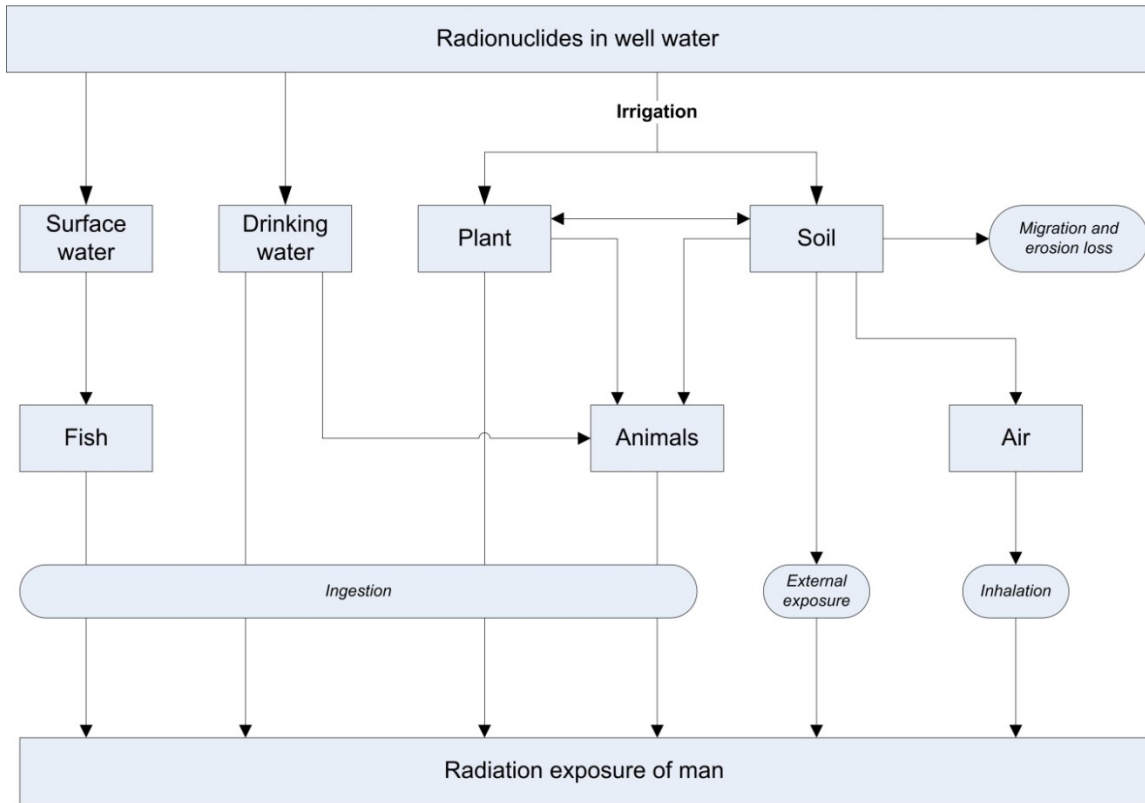 Radionuclides in well water
Irrigation
Surface
water
Drinking
water
Plant
Soil
Migration and
erosion loss
Fish
Animals
Air
Ingestion
External
exposure
Inhalation
Radiation exposure of man